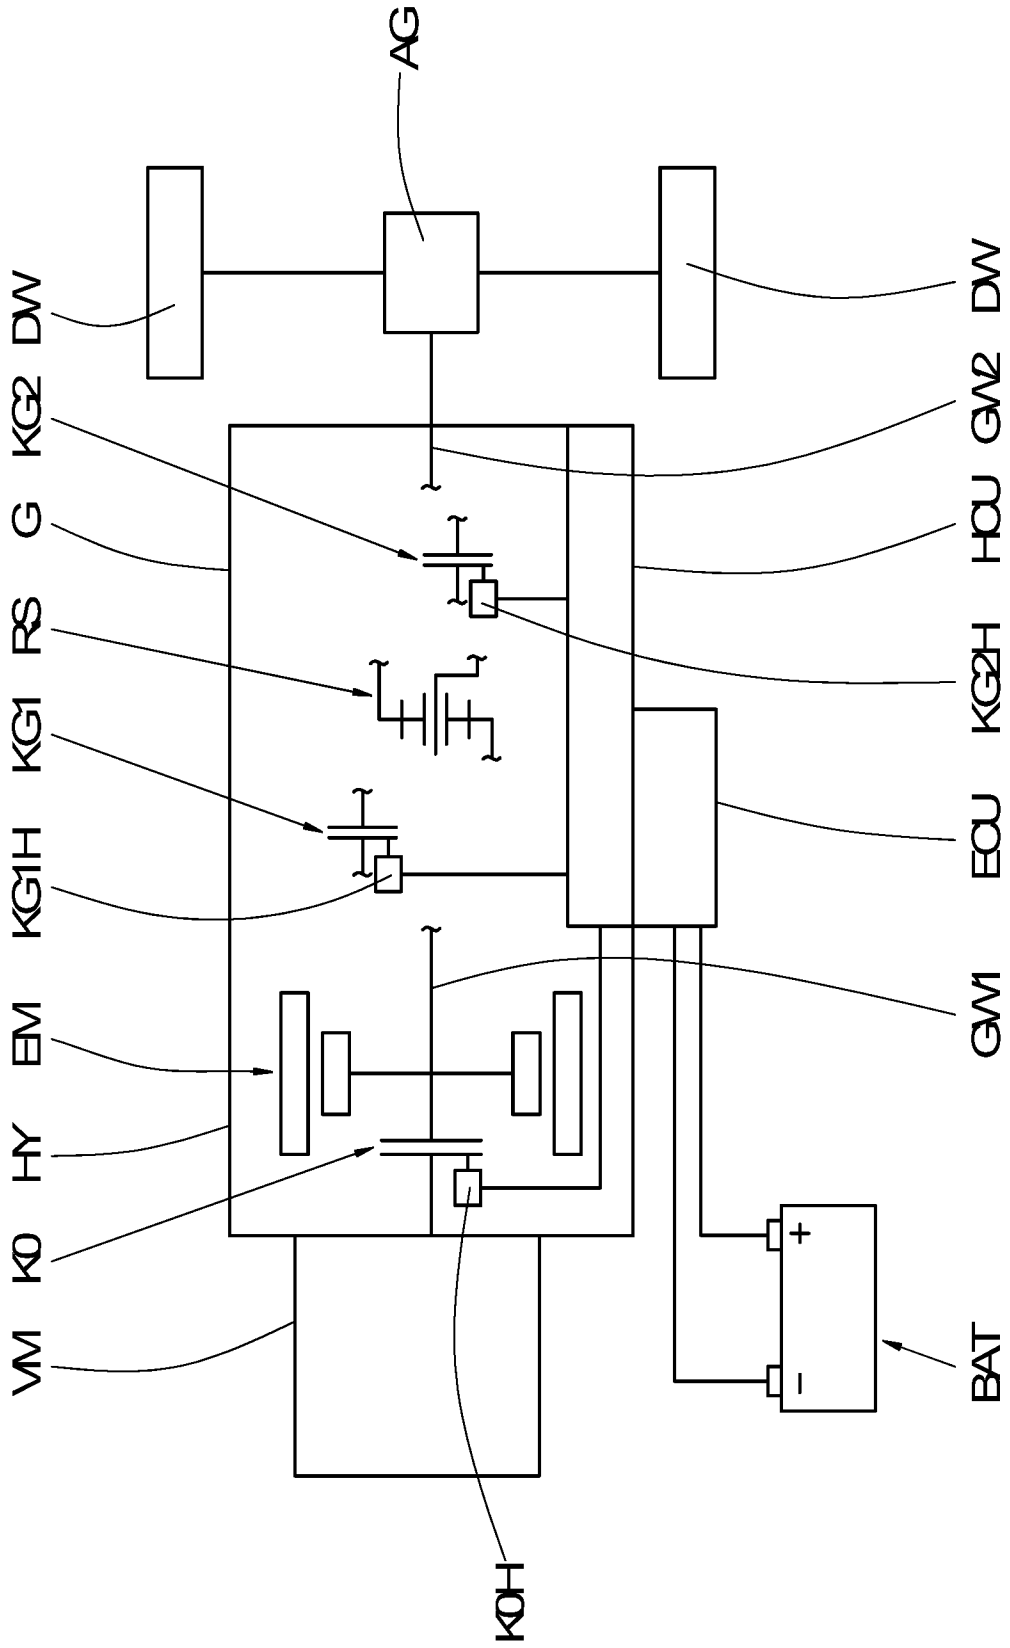 VM
K0
HY
EM
KG1H
KG1
RS
G
KG2
DW
AG
K0H
− +
BAT
GW1
ECU
KG2H
HCU
GW2
DW